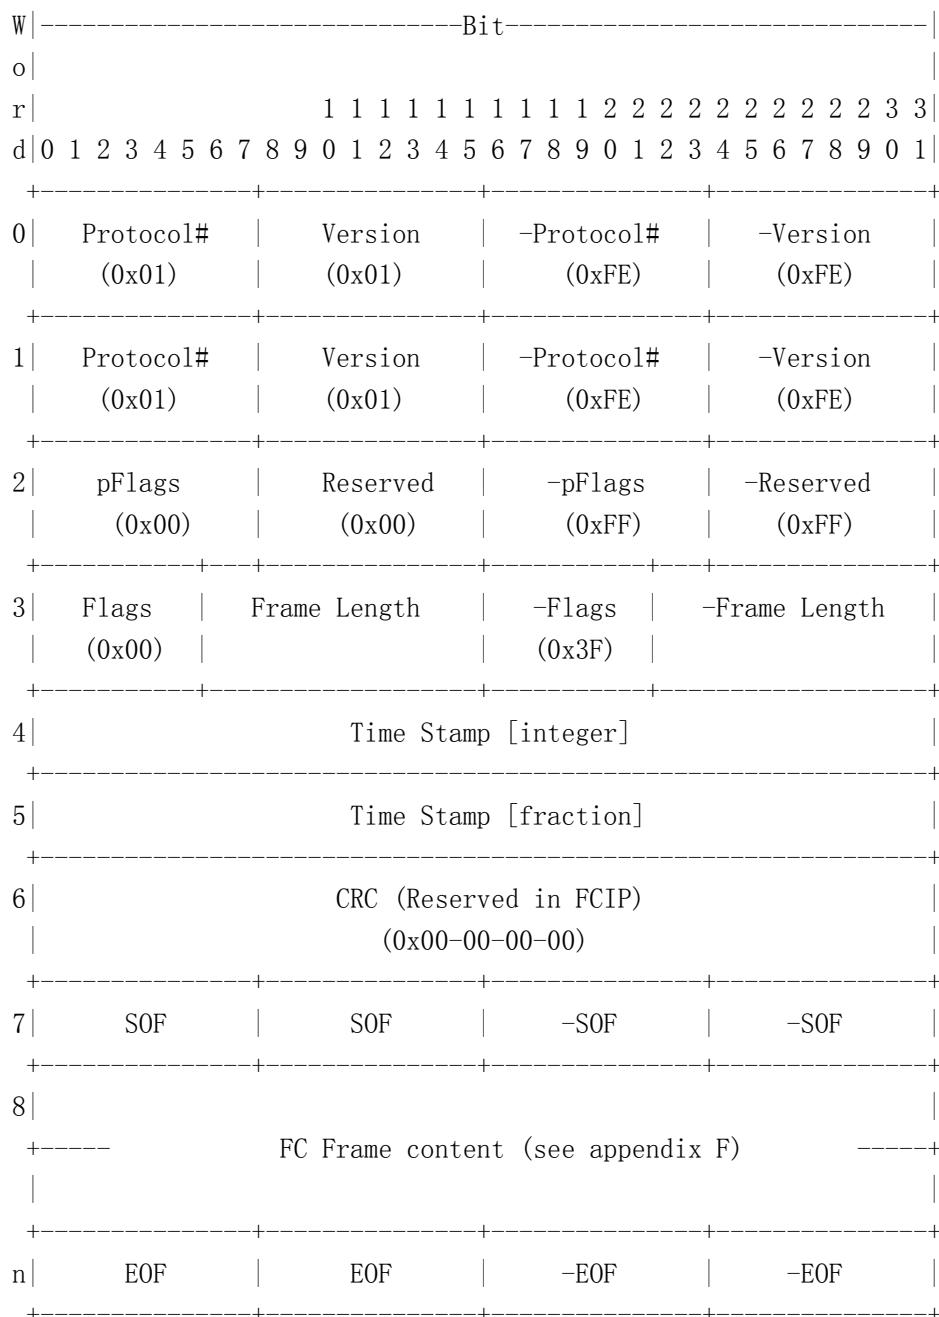 W|------------------------------Bit------------------------------|
o|                                                               |
r|                    1 1 1 1 1 1 1 1 1 1 2 2 2 2 2 2 2 2 2 2 3 3|
d|0 1 2 3 4 5 6 7 8 9 0 1 2 3 4 5 6 7 8 9 0 1 2 3 4 5 6 7 8 9 0 1|
 +---------------+---------------+---------------+---------------+
0|   Protocol#   |    Version    |  -Protocol#   |   -Version    |
 |    (0x01)     |    (0x01)     |     (0xFE)    |    (0xFE)     |
 +---------------+---------------+---------------+---------------+
1|   Protocol#   |    Version    |  -Protocol#   |   -Version    |
 |    (0x01)     |    (0x01)     |     (0xFE)    |    (0xFE)     |
 +---------------+---------------+---------------+---------------+
2|    pFlags     |    Reserved   |    -pFlags    |  -Reserved    |
 |     (0x00)    |     (0x00)    |     (0xFF)    |    (0xFF)     |
 +-----------+---+---------------+-----------+---+---------------+
3|   Flags   |   Frame Length    |   -Flags  |   -Frame Length   |
 |   (0x00)  |                   |   (0x3F)  |                   |
 +-----------+-------------------+-----------+-------------------+
4|                      Time Stamp [integer]                     |
 +---------------------------------------------------------------+
5|                      Time Stamp [fraction]                    |
 +---------------------------------------------------------------+
6|                     CRC (Reserved in FCIP)                    |
 |                        (0x00-00-00-00)                        |
 +---------------+---------------+---------------+---------------+
7|      SOF      |      SOF      |     -SOF      |     -SOF      |
 +---------------+---------------+---------------+---------------+
8|                                                               |
 +-----            FC Frame content (see appendix F)        -----+
 |                                                               |
 +---------------+---------------+---------------+---------------+
n|      EOF      |      EOF      |     -EOF      |     -EOF      |
 +---------------+---------------+---------------+---------------+